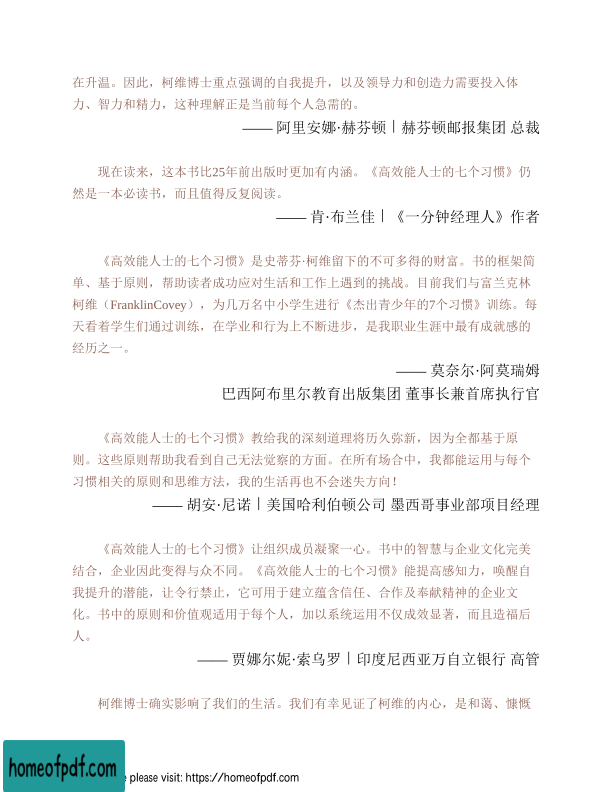 在升温。因此，柯维博士重点强调的自我提升，以及领导力和创造力需要投入体
力、智力和精力，这种理解正是当前每个人急需的。
—— 阿里安娜·赫芬顿｜赫芬顿邮报集团 总裁
现在读来，这本书比25年前出版时更加有内涵。《高效能人士的七个习惯》仍
然是一本必读书，而且值得反复阅读。
—— 肯·布兰佳｜《一分钟经理人》作者
《高效能人士的七个习惯》是史蒂芬·柯维留下的不可多得的财富。书的框架简
单、基于原则，帮助读者成功应对生活和工作上遇到的挑战。目前我们与富兰克林
柯维（FranklinCovey），为几万名中小学生进行《杰出青少年的7个习惯》训练。每
天看着学生们通过训练，在学业和行为上不断进步，是我职业生涯中最有成就感的
经历之一。
—— 莫奈尔·阿莫瑞姆
巴西阿布里尔教育出版集团 董事长兼首席执行官
《高效能人士的七个习惯》教给我的深刻道理将历久弥新，因为全都基于原
则。这些原则帮助我看到自己无法觉察的方面。在所有场合中，我都能运用与每个
习惯相关的原则和思维方法，我的生活再也不会迷失方向！
—— 胡安·尼诺｜美国哈利伯顿公司 墨西哥事业部项目经理
《高效能人士的七个习惯》让组织成员凝聚一心。书中的智慧与企业文化完美
结合，企业因此变得与众不同。《高效能人士的七个习惯》能提高感知力，唤醒自
我提升的潜能，让令行禁止，它可用于建立蕴含信任、合作及奉献精神的企业文
化。书中的原则和价值观适用于每个人，加以系统运用不仅成效显著，而且造福后
人。
—— 贾娜尔妮·索乌罗｜印度尼西亚万自立银行 高管
柯维博士确实影响了我们的生活。我们有幸见证了柯维的内心，是和蔼、慷慨
homeofpdf.com
please visit: https://homeofpdf.com